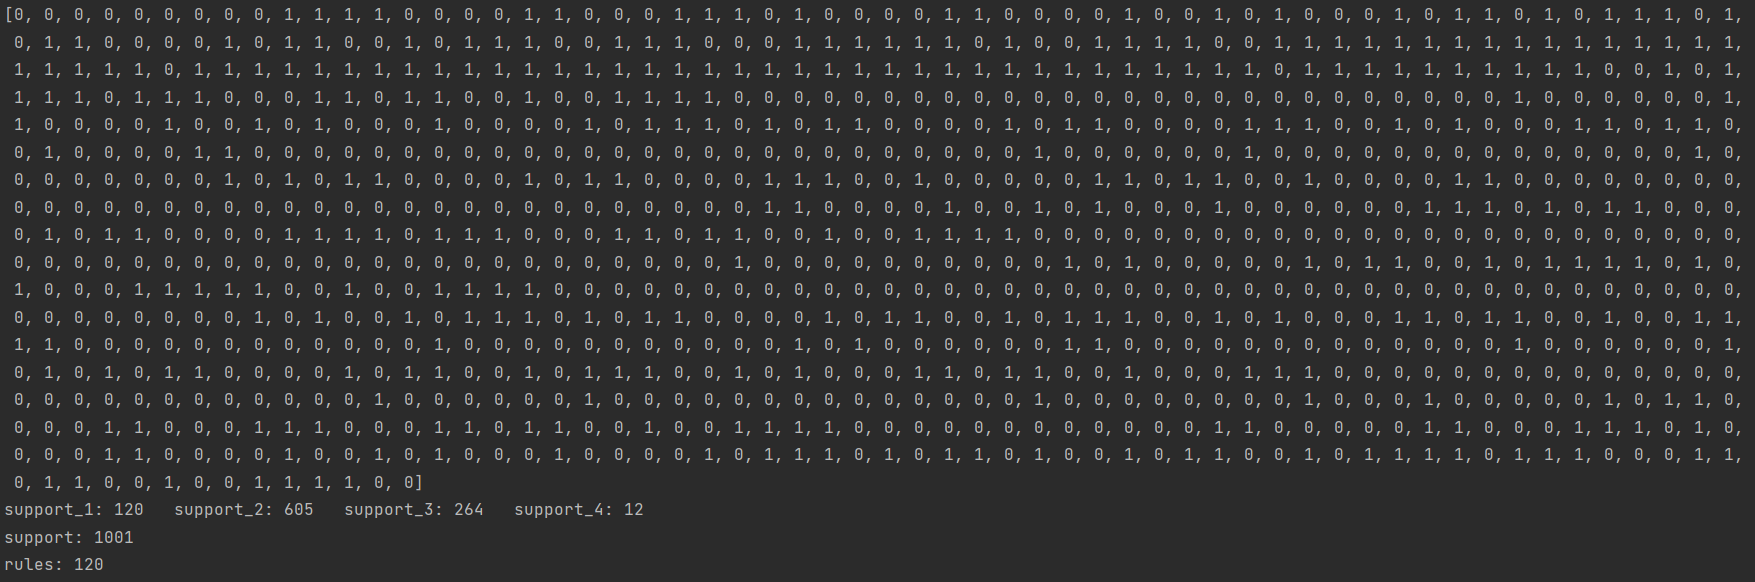 [0, 0, 0, 0, 0, 0, 0, 0, 0, 1, 1, 1, 1, 0, 0, 0, 0, 1, 1, 0, 0, 0, 1, 1, 1, 0, 1, 0, 0, 0, 0, 1, 1, 0, 0, 0, 0, 1, 0, 0, 1, 0, 1, 0, 0, 0, 1, 0, 1, 1, 0, 1, 0, 1, 1, 1, 0, 1,
0, 1, 1, 0, 0, 0, 0, 1, 0, 1, 1, 0, 0, 1, 0, 1, 1, 1, 0, 0, 1, 1, 1, 0, 0, 0, 1, 1, 1, 1, 1, 1, 0, 1, 0, 0, 1, 1, 1, 1, 0, 0, 1, 1, 1, 1, 1, 1, 1, 1, 1, 1, 1, 1, 1, 1, 1, 1,
1, 1, 1, 1, 1, 0, 1, 1, 1, 1, 1, 1, 1, 1, 1, 1, 1, 1, 1, 1, 1, 1, 1, 1, 1, 1, 1, 1, 1, 1, 1, 1, 1, 1, 1, 1, 1, 1, 1, 1, 1, 1, 0, 1, 1, 1, 1, 1, 1, 1, 1, 1, 1, 0, 0, 1, 0, 1,
1, 1, 1, 0, 1, 1, 1, 0, 0, 0, 1, 1, 0, 1, 1, 0, 0, 1, 0, 0, 1, 1, 1, 1, 0, 0, 0, 0, 0, 0, 0, 0, 0, 0, 0, 0, 0, 0, 0, 0, 0, 0, 0, 0, 0, 0, 0, 0, 0, 0, 1, 0, 0, 0, 0, 0, 0, 1,
1, 0, 0, 0, 0, 1, 0, 0, 1, 0, 1, 0, 0, 0, 1, 0, 0, 0, 0, 1, 0, 1, 1, 1, 0, 1, 0, 1, 1, 0, 0, 0, 0, 1, 0, 1, 1, 0, 0, 0, 0, 1, 1, 1, 0, 0, 1, 0, 1, 0, 0, 0, 1, 1, 0, 1, 1, 0,
0, 1, 0, 0, 0, 0, 1, 1, 0, 0, 0, 0, 0, 0, 0, 0, 0, 0, 0, 0, 0, 0, 0, 0, 0, 0, 0, 0, 0, 0, 0, 0, 0, 0, 1, 0, 0, 0, 0, 0, 0, 1, 0, 0, 0, 0, 0, 0, 0, 0, 0, 0, 0, 0, 0, 0, 1, 0,
0, 0, 0, 0, 0, 0, 0, 1, 0, 1, 0, 1, 1, 0, 0, 0, 0, 1, 0, 1, 1, 0, 0, 0, 0, 1, 1, 1, 0, 0, 1, 0, 0, 0, 0, 0, 1, 1, 0, 1, 1, 0, 0, 1, 0, 0, 0, 0, 1, 1, 0, 0, 0, 0, 0, 0, 0, 0,
0, 0, 0, 0, 0, 0, 0, 0, 0, 0, 0, 0, 0, 0, 0, 0, 0, 0, 0, 0, 0, 0, 0, 0, 0, 1, 1, 0, 0, 0, 0, 1, 0, 0, 1, 0, 1, 0, 0, 0, 1, 0, 0, 0, 0, 0, 0, 1, 1, 1, 0, 1, 0, 1, 1, 0, 0, 0,
0, 1, 0, 1, 1, 0, 0, 0, 0, 1, 1, 1, 1, 0, 1, 1, 1, 0, 0, 0, 1, 1, 0, 1, 1, 0, 0, 1, 0, 0, 1, 1, 1, 1, 0, 0, 0, 0, 0, 0, 0, 0, 0, 0, 0, 0, 0, 0, 0, 0, 0, 0, 0, 0, 0, 0, 0, 0,
0, 0, 0, 0, 0, 0, 0, 0, 0, 0, 0, 0, 0, 0, 0, 0, 0, 0, 0, 0, 0, 0, 0, 0, 1, 0, 0, 0, 0, 0, 0, 0, 0, 0, 0, 1, 0, 1, 0, 0, 0, 0, 0, 1, 0, 1, 1, 0, 0, 1, 0, 1, 1, 1, 1, 0, 1, 0,
1, 0, 0, 0, 1, 1, 1, 1, 1, 0, 0, 1, 0, 0, 1, 1, 1, 1, 0, 0, 0, 0, 0, 0, 0, 0, 0, 0, 0, 0, 0, 0, 0, 0, 0, 0, 0, 0, 0, 0, 0, 0, 0, 0, 0, 0, 0, 0, 0, 0, 0, 0, 0, 0, 0, 0, 0, 0,
0, 0, 0, 0, 0, 0, 0, 0, 1, 0, 1, 0, 0, 1, 0, 1, 1, 1, 0, 1, 0, 1, 1, 0, 0, 0, 0, 1, 0, 1, 1, 0, 0, 1, 0, 1, 1, 1, 0, 0, 1, 0, 1, 0, 0, 0, 1, 1, 0, 1, 1, 0, 0, 1, 0, 0, 1, 1,
1, 1, 0, 0, 0, 0, 0, 0, 0, 0, 0, 0, 0, 0, 1, 0, 0, 0, 0, 0, 0, 0, 0, 0, 0, 0, 1, 0, 1, 0, 0, 0, 0, 0, 0, 1, 1, 0, 0, 0, 0, 0, 0, 0, 0, 0, 0, 0, 0, 0, 1, 0, 0, 0, 0, 0, 0, 1,
0, 1, 0, 1, 0, 1, 1, 0, 0, 0, 0, 1, 0, 1, 1, 0, 0, 1, 0, 1, 1, 1, 0, 0, 1, 0, 1, 0, 0, 0, 1, 1, 0, 1, 1, 0, 0, 1, 0, 0, 0, 1, 1, 1, 0, 0, 0, 0, 0, 0, 0, 0, 0, 0, 0, 0, 0, 0,
0, 0, 0, 0, 0, 0, 0, 0, 0, 0, 0, 0, 1, 0, 0, 0, 0, 0, 0, 1, 0, 0, 0, 0, 0, 0, 0, 0, 0, 0, 0, 0, 0, 0, 1, 0, 0, 0, 0, 0, 0, 0, 0, 1, 0, 0, 0, 1, 0, 0, 0, 0, 0, 1, 0, 1, 1, 0,
0, 0, 0, 1, 1, 0, 0, 0, 1, 1, 1, 0, 0, 0, 1, 1, 0, 1, 1, 0, 0, 1, 0, 0, 1, 1, 1, 1, 0, 0, 0, 0, 0, 0, 0, 0, 0, 0, 0, 0, 1, 1, 0, 0, 0, 0, 0, 1, 1, 0, 0, 0, 1, 1, 1, 0, 1, 0,
0, 0, 0, 1, 1, 0, 0, 0, 0, 1, 0, 0, 1, 0, 1, 0, 0, 0, 1, 0, 0, 0, 0, 1, 0, 1, 1, 1, 0, 1, 0, 1, 1, 0, 1, 0, 0, 1, 0, 1, 1, 0, 0, 1, 0, 1, 1, 1, 1, 0, 1, 1, 1, 0, 0, 0, 1, 1,
0, 1, 1, 0, 0, 1, 0, 0, 1, 1, 1, 1, 0, 0]
support_1: 120   support_2: 605   support_3: 264   support_4: 12
support: 1001
rules: 120